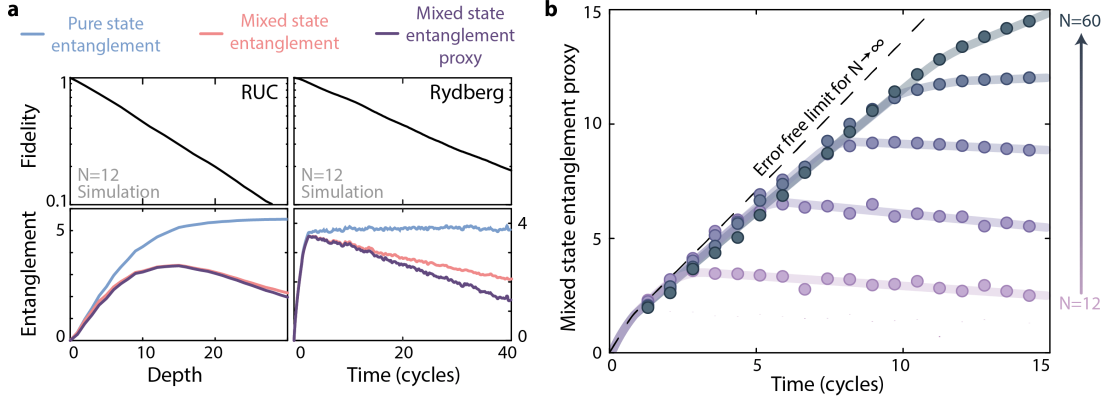 a
Pure state
entanglement
Mixed state
entanglement
Mixed state
entanglement
proxy
1
Fidelity
0.1
RUC
N=12
Simulation
Rydberg
N=12
Simulation
5
Entanglement
0
4
0
0 10 20
Depth
0 20 40
Time (cycles)
b
15
10
5
0
Mixed state entanglement proxy
Error free limit for N→∞
N=60
N=12
0 5 10 15
Time (cycles)